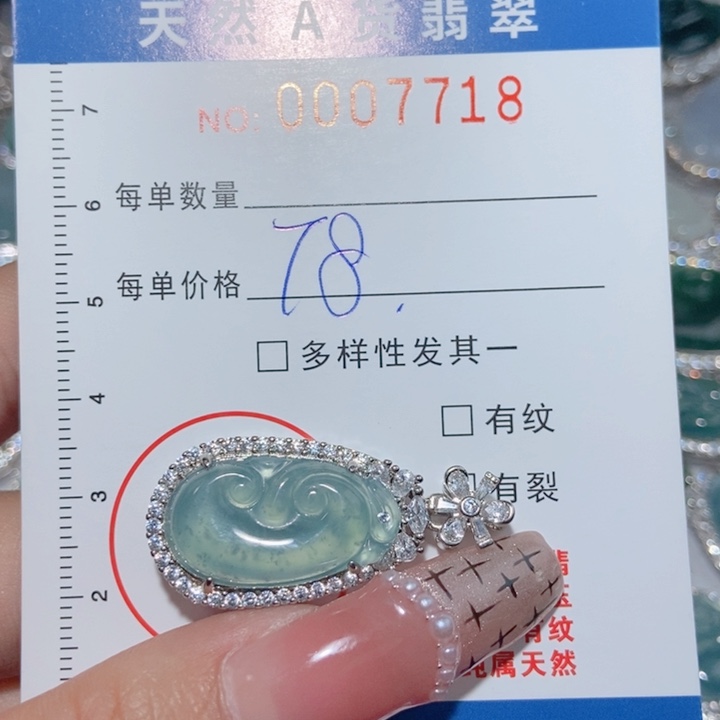 天然A货翡翠
NO: 0007718
7
6
每单数量
5
每单价格 78.
□ 多样性发其一
4
□ 有纹
3
有裂
2
有纹
属天然